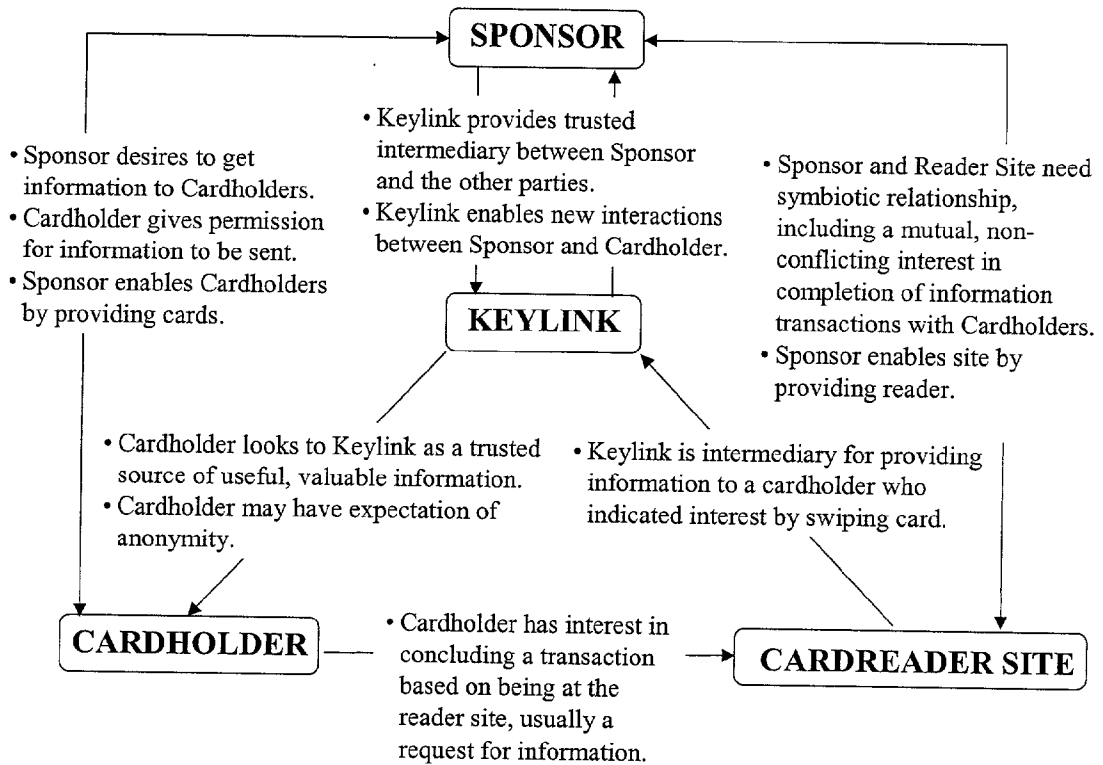 SPONSOR
• Keylink provides trusted
intermediary between Sponsor
and the other parties.
• Keylink enables new interactions
between Sponsor and Cardholder.
• Sponsor desires to get
information to Cardholders.
• Cardholder gives permission
for information to be sent.
• Sponsor enables Cardholders
by providing cards.
• Sponsor and Reader Site need
symbiotic relationship,
including a mutual, non-
conflicting interest in
completion of information
transactions with Cardholders.
• Sponsor enables site by
providing reader.
KEYLINK
• Cardholder looks to Keylink as a trusted
source of useful, valuable information.
• Cardholder may have expectation of
anonymity.
• Keylink is intermediary for providing
information to a cardholder who
indicated interest by swiping card.
CARDHOLDER
• Cardholder has interest in
concluding a transaction
based on being at the
reader site, usually a
request for information.
CARDREADER SITE